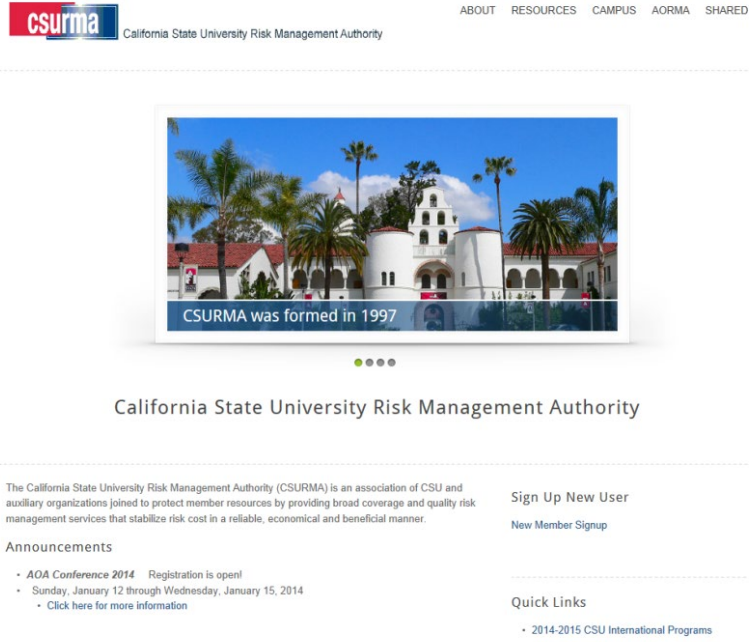 csurma
California State University Risk Management Authority
ABOUT RESOURCES CAMPUS AORMA SHARED
CSURMA was formed in 1997
California State University Risk Management Authority
The California State University Risk Management Authority (CSURMA) is an association of CSU and
auxiliary organizations joined to protect member resources by providing broad coverage and quality risk
management services that stabilize risk cost in a reliable, economical and beneficial manner.
Announcements
• AOA Conference 2014 Registration is open!
• Sunday, January 12 through Wednesday, January 15, 2014
• Click here for more information
Sign Up New User
New Member Signup
Quick Links
• 2014-2015 CSU International Programs